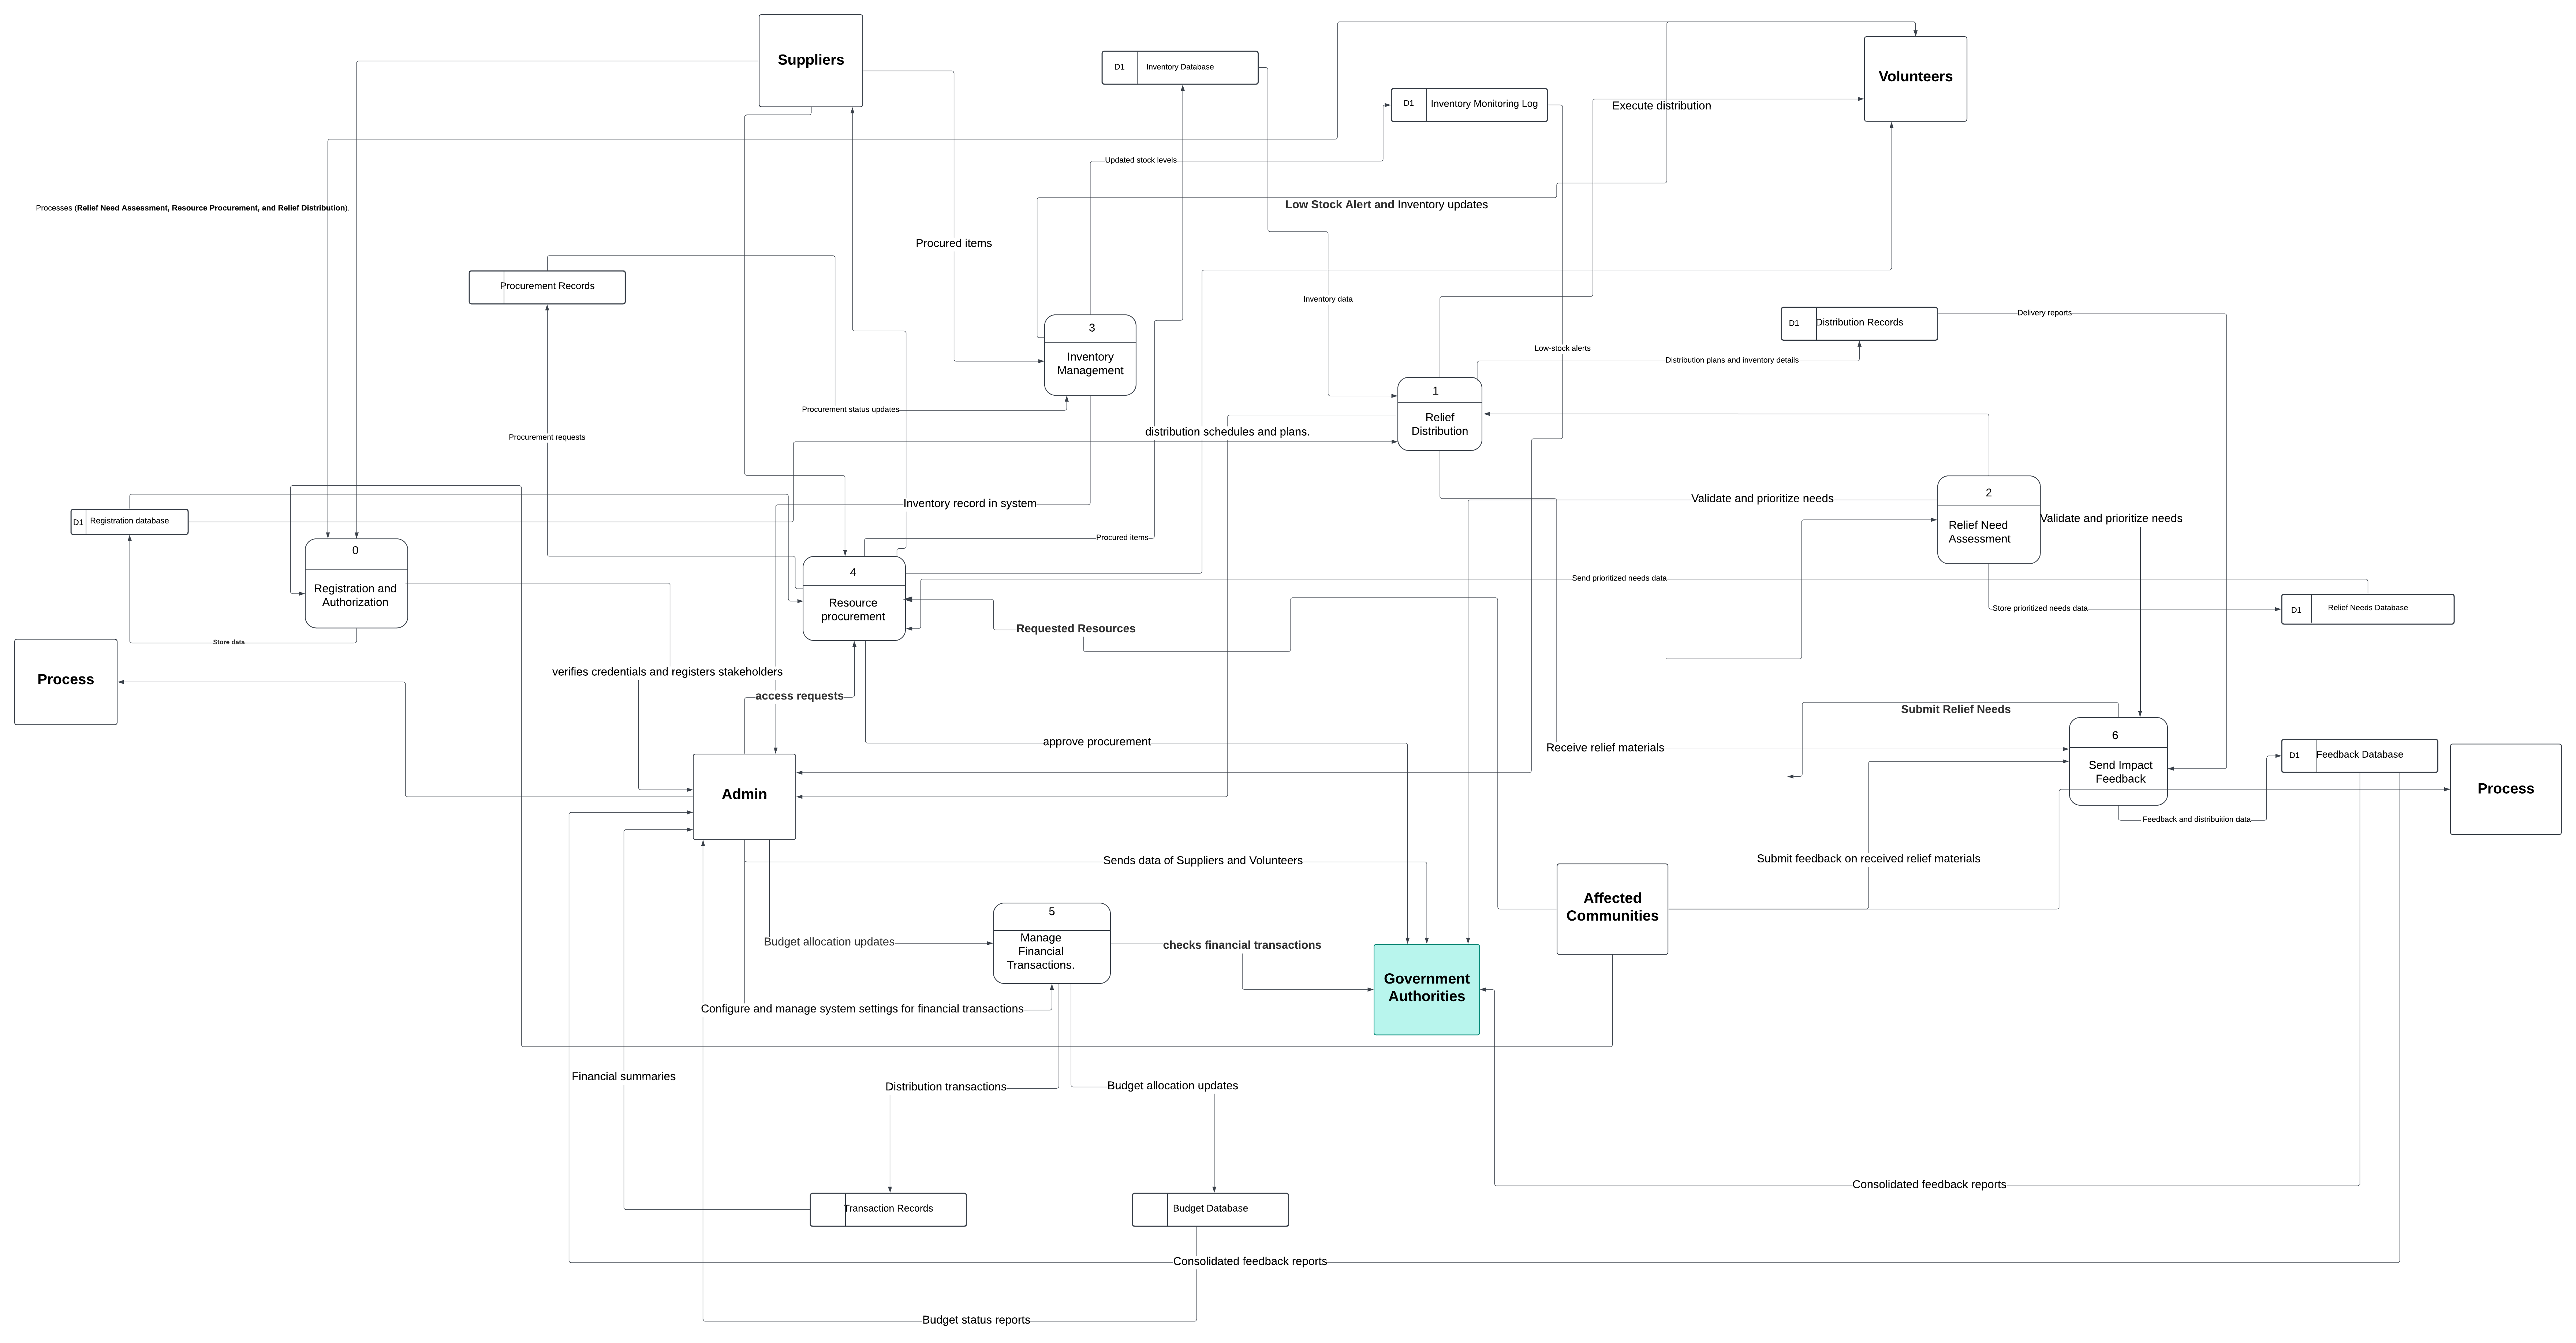 Suppliers
Volunteers
D1
Inventory Database
D1
Inventory Monitoring Log
Execute distribution
Updated stock levels
Processes (Relief Need Assessment, Resource Procurement, and Relief Distribution).
Low Stock Alert and Inventory updates
Procured items
Procurement Records
Inventory data
Delivery reports
D1
Distribution Records
3
Inventory
Management
Low-stock alerts
Distribution plans and inventory details
1
Relief
Distribution
Procurement status updates
Procurement requests
distribution schedules and plans.
Inventory record in system
Validate and prioritize needs
2
Relief Need
Assessment
Validate and prioritize needs
D1
Registration database
0
Registration and
Authorization
Procured items
4
Resource
procurement
Send prioritized needs data
Store prioritized needs data
D1
Relief Needs Database
Requested Resources
Store data
Process
verifies credentials and registers stakeholders
access requests
Submit Relief Needs
approve procurement
Receive relief materials
6
Send Impact
Feedback
D1
Feedback Database
Process
Admin
Feedback and distribuition data
Sends data of Suppliers and Volunteers
Submit feedback on received relief materials
Affected
Communities
5
Manage
Financial
Transactions.
Budget allocation updates
checks financial transactions
Government
Authorities
Configure and manage system settings for financial transactions
Financial summaries
Distribution transactions
Budget allocation updates
Consolidated feedback reports
Transaction Records
Budget Database
Consolidated feedback reports
Budget status reports